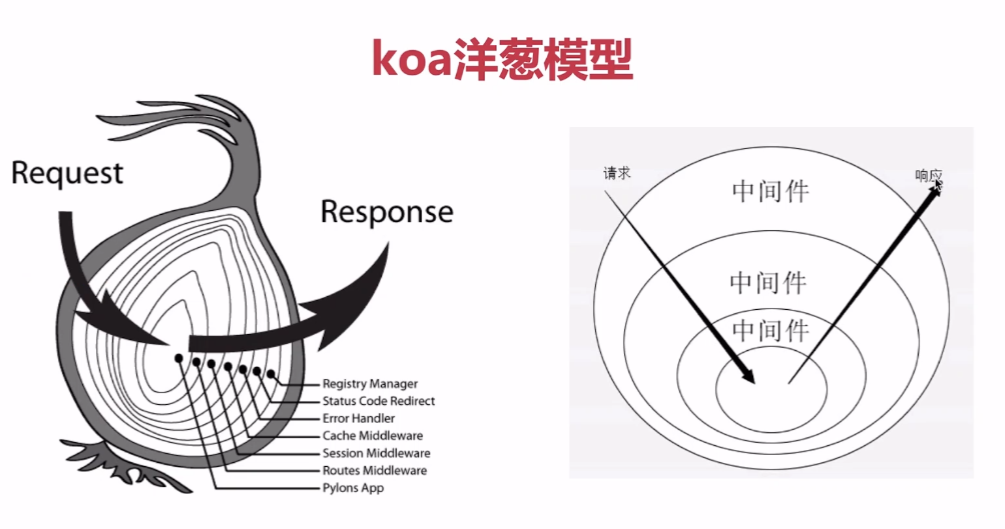 koa洋葱模型
Request
Response
Registry Manager
Status Code Redirect
Error Handler
Cache Middleware
Session Middleware
Routes Middleware
Pylons App
请求
响应
中间件
中间件
中间件